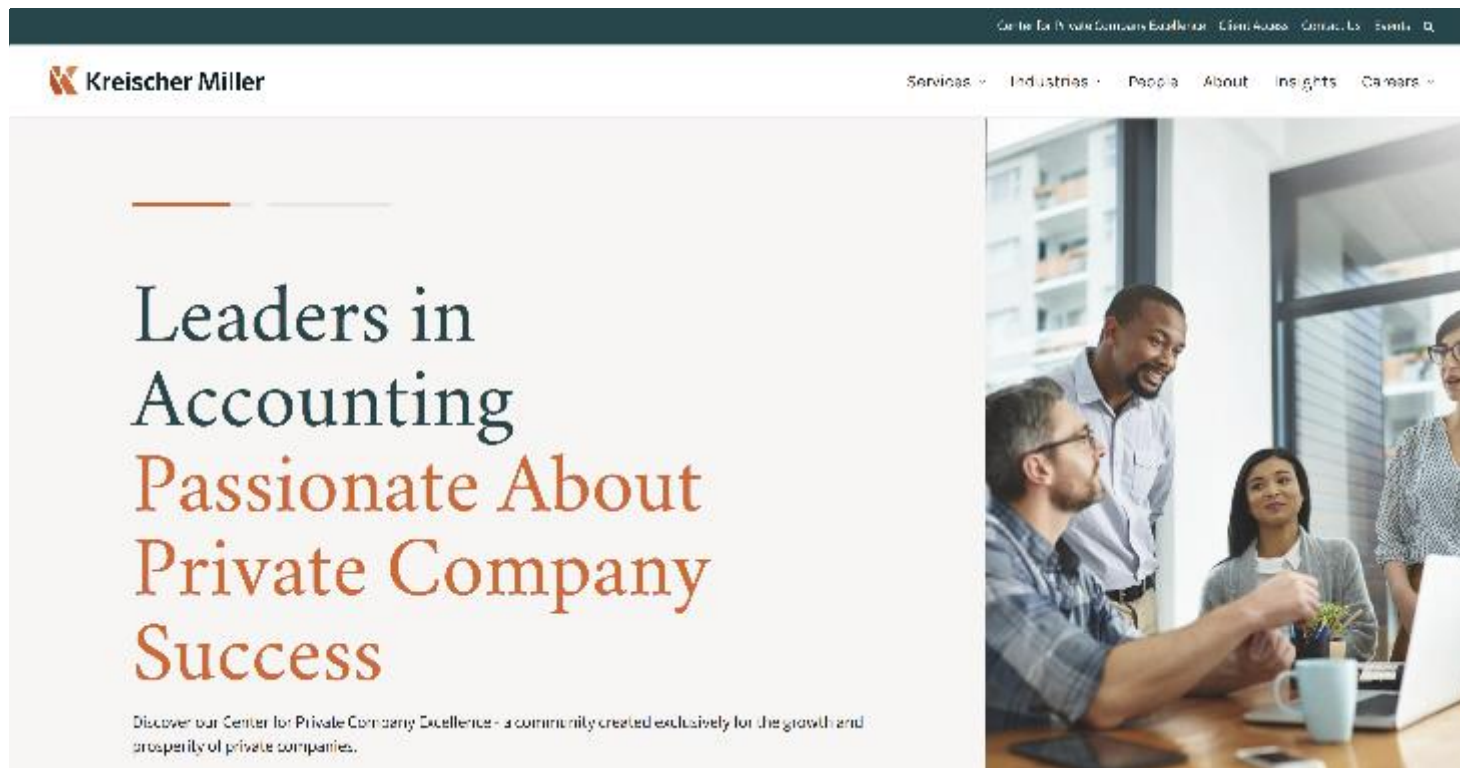 Center for Private Company Excellence Client Access Contact Us Events
Kreischer Miller
Services Industries People About Insights Careers
Leaders in
Accounting
Passionate About
Private Company
Success
Discover our Center for Private Company Excellence - a community created exclusively for the growth and
prosperity of private companies.